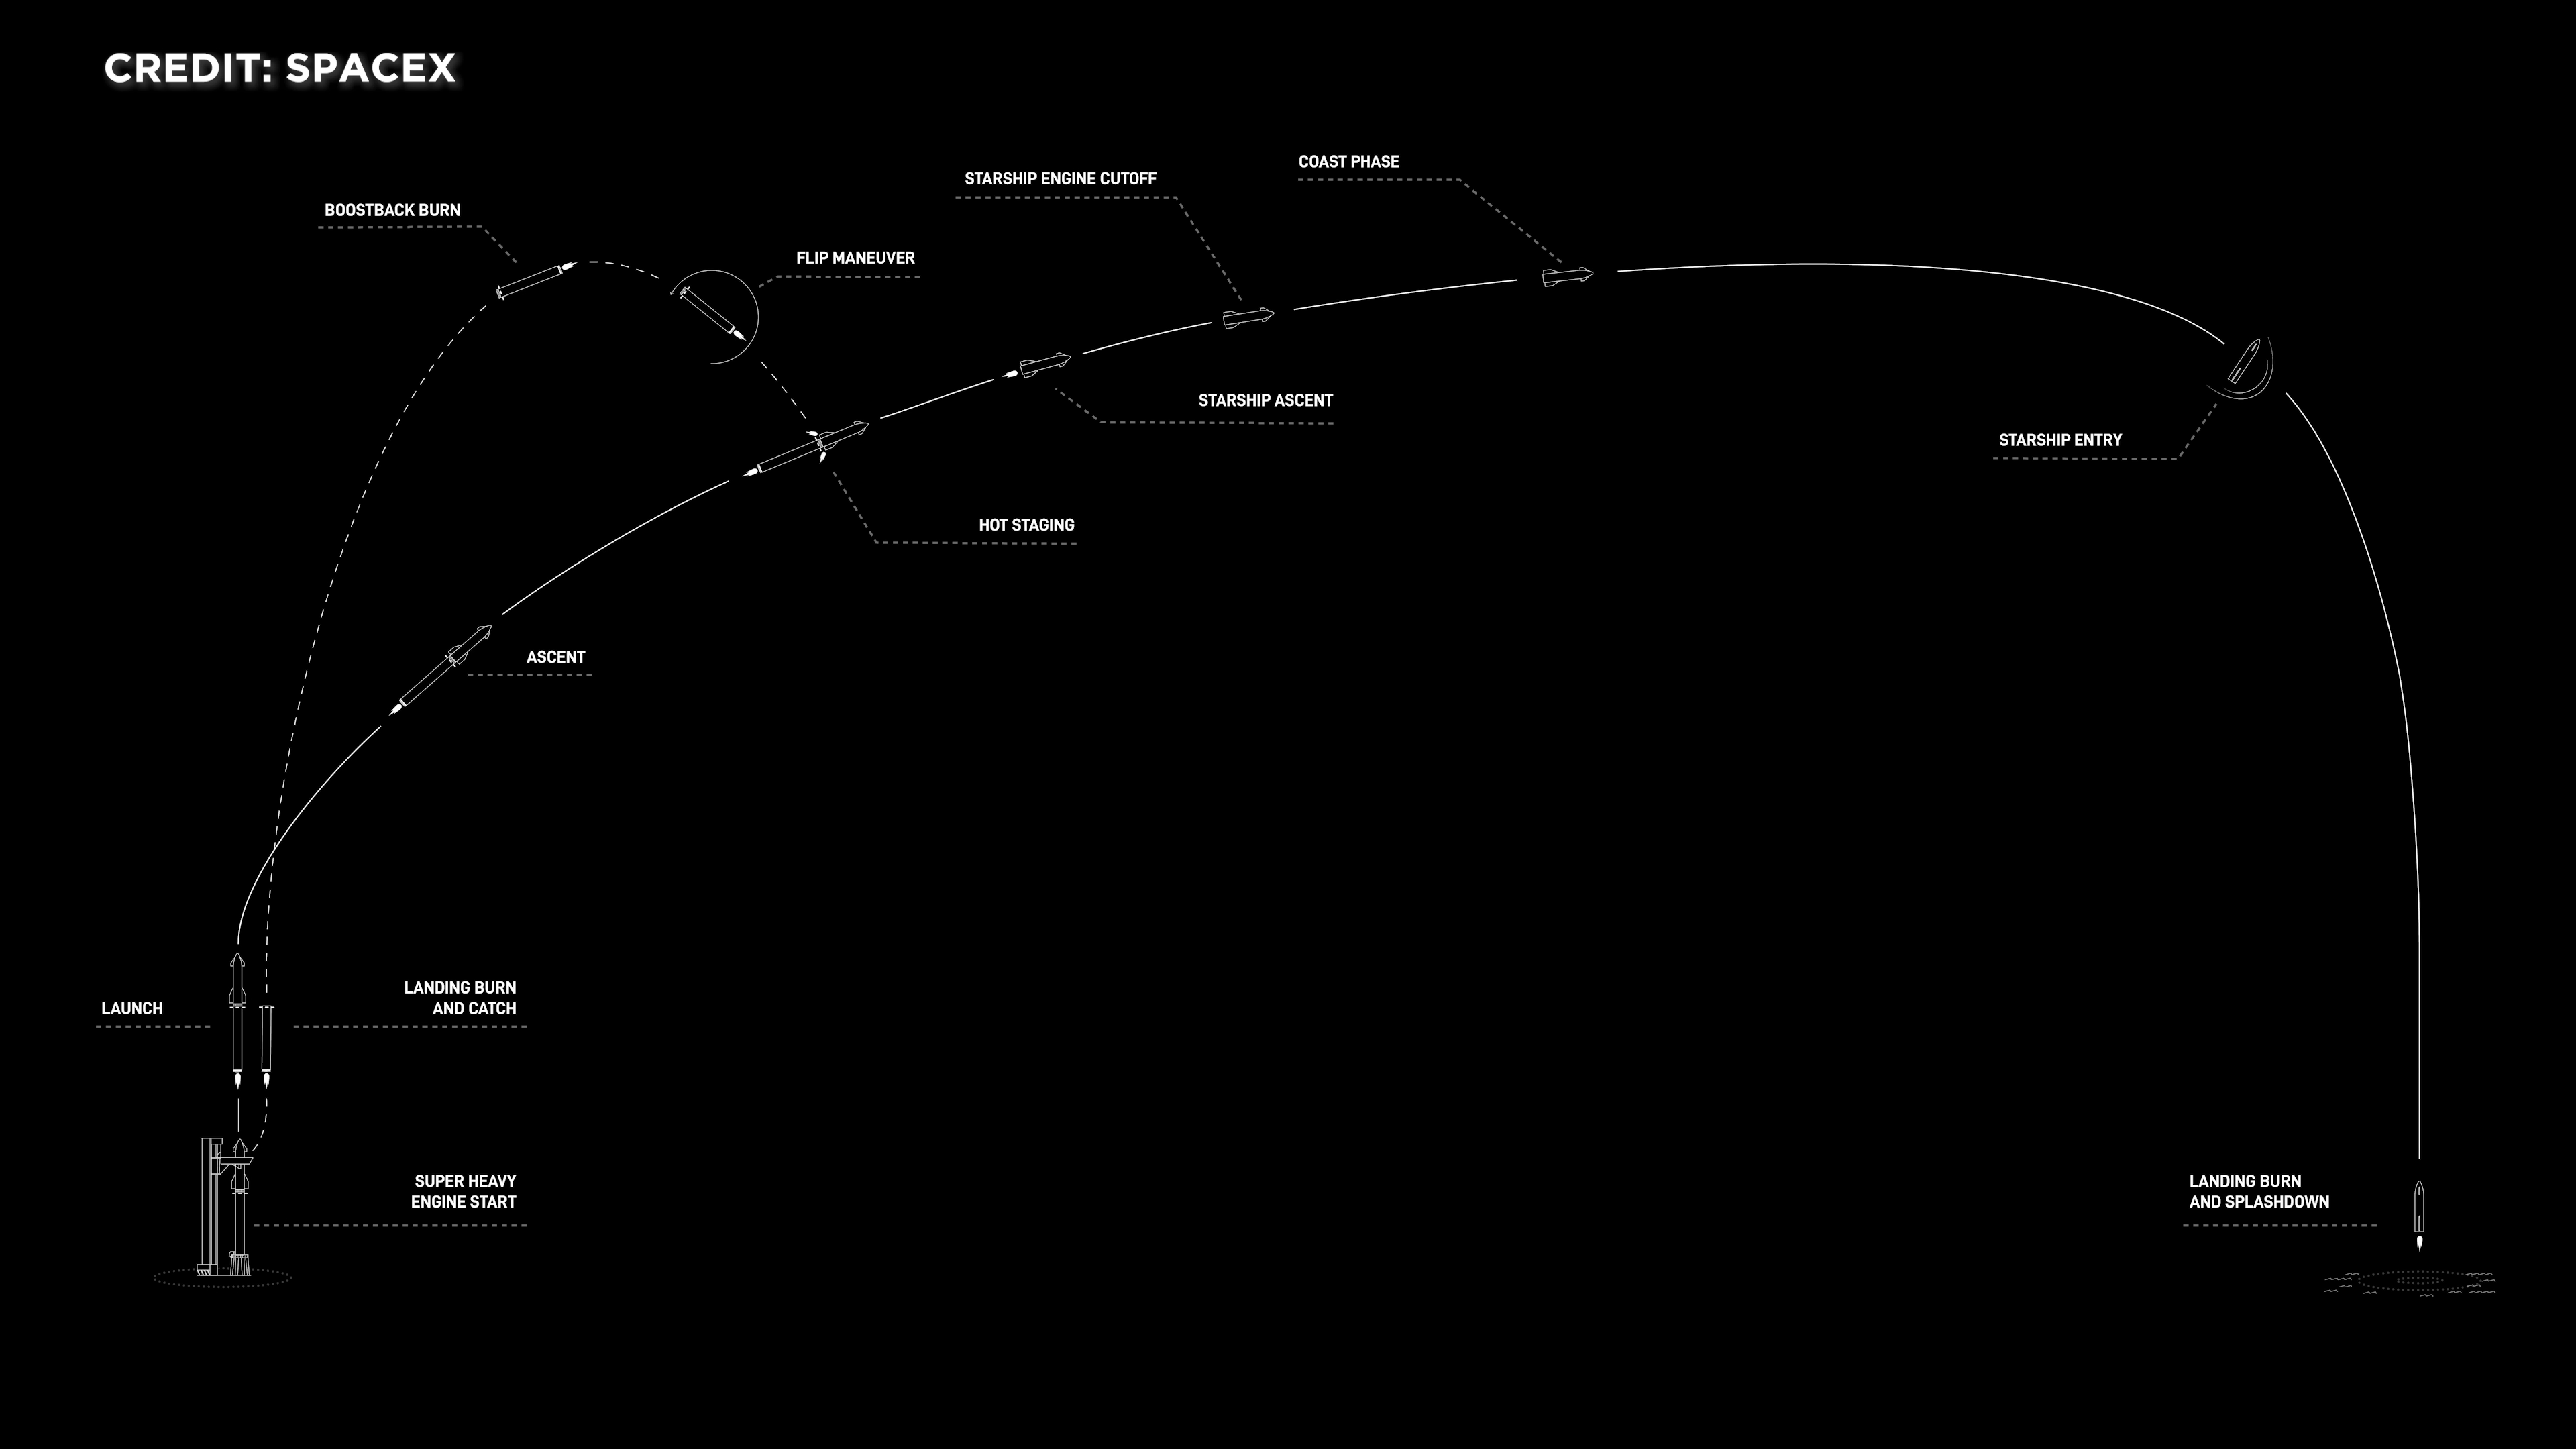 CREDIT: SPACEX
COAST PHASE
STARSHIP ENGINE CUTOFF
BOOSTBACK BURN
FLIP MANEUVER
STARSHIP ASCENT
STARSHIP ENTRY
HOT STAGING
ASCENT
LAUNCH
LANDING BURN
AND CATCH
SUPER HEAVY
ENGINE START
LANDING BURN
AND SPLASHDOWN